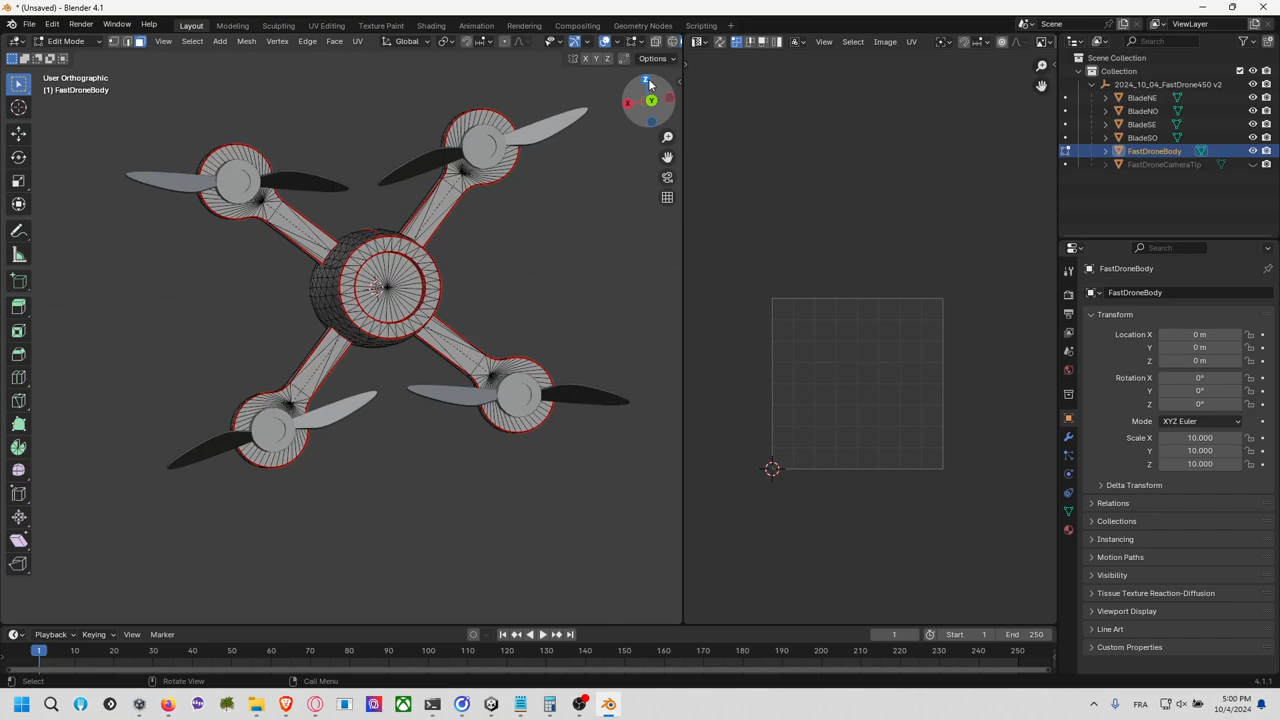 * (Unsaved) - Blender 4.1
File Edit Render Window Help Layout Modeling Sculpting UV Editing Texture Paint Shading Animation Rendering Compositing Geometry Nodes Scripting + Scene ViewLayer
Edit Mode View Select Add Mesh Vertex Edge Face UV Global View Select Image UV Search
X Y Z Options
Scene Collection
Collection
User Orthographic
(1) FastDroneBody
Z
X
Y
2024_10_04_FastDrone450 v2
BladeNE
BladeNO
BladeSE
BladeSO
FastDroneBody
FastDroneCameraTip
Search
FastDroneBody
FastDroneBody
Transform
Location X 0 m
Y 0 m
Z 0 m
Rotation X 0°
Y 0°
Z 0°
Mode XYZ Euler
Scale X 10.000
Y 10.000
Z 10.000
Delta Transform
Relations
Collections
Instancing
Motion Paths
Visibility
Tissue Texture Reaction-Diffusion
Viewport Display
Line Art
Custom Properties
Playback Keying View Marker 1 Start 1 End 250
1 10 20 30 40 50 60 70 80 90 100 110 120 130 140 150 160 170 180 190 200 210 220 230 240 250
Select Rotate View Call Menu 4.1.1
FRA 5:00 PM
10/4/2024